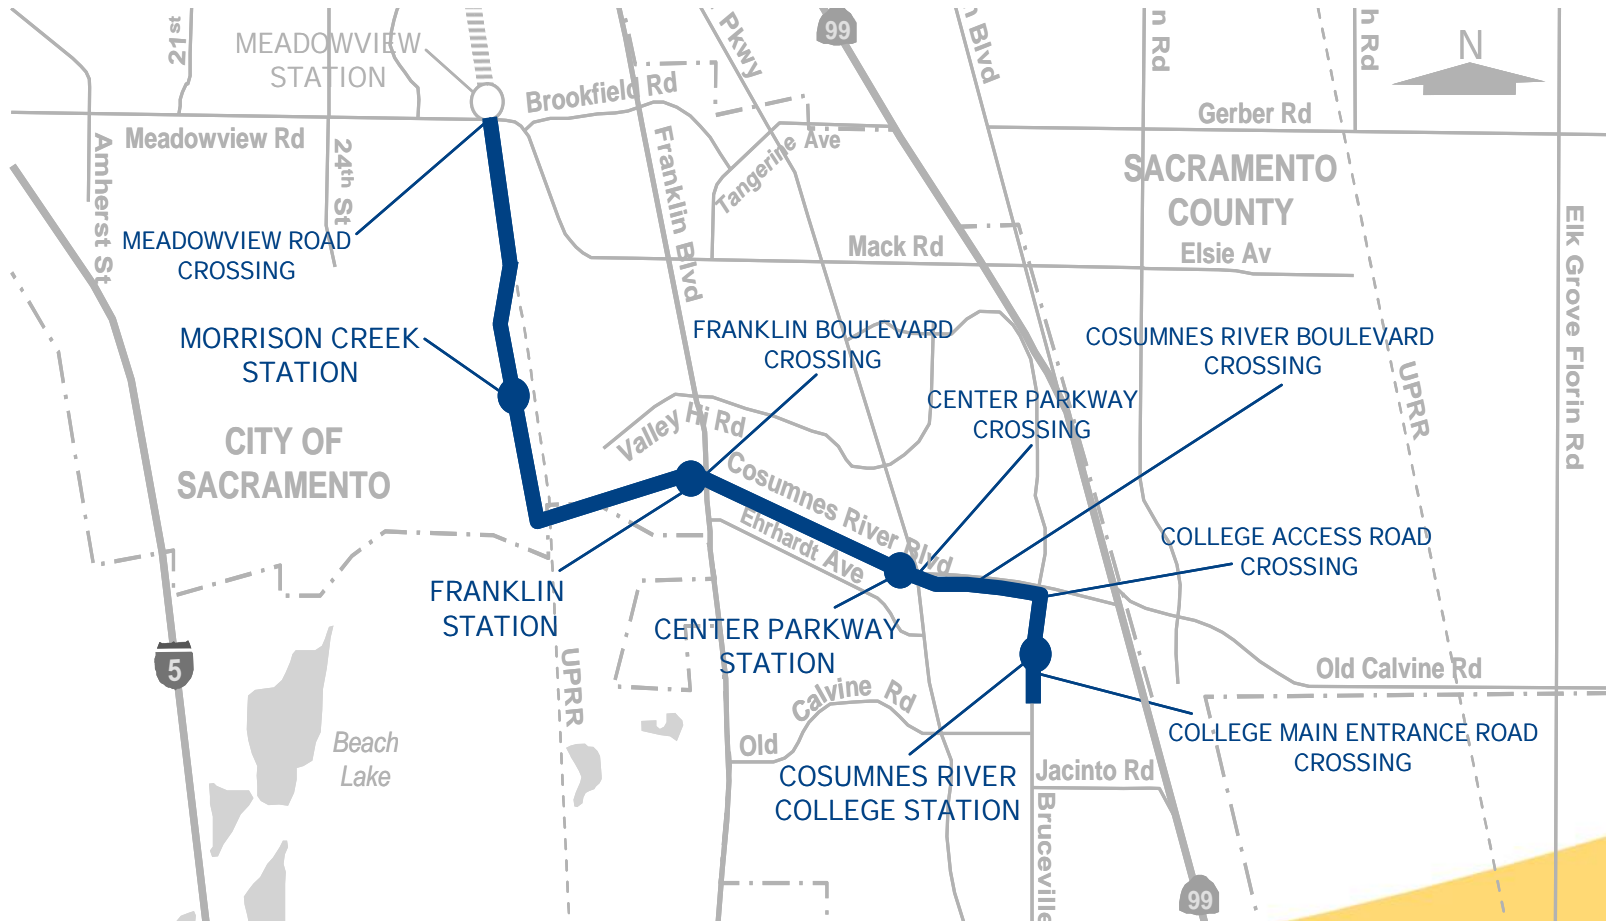 21st
MEADOWVIEW
STATION
Pkwy
99
n Blvd
n Rd
h Rd
N
Brookfield Rd
Gerber Rd
Meadowview Rd
Amherst St
24th St
Franklin Blvd
Tangerine Ave
SACRAMENTO
COUNTY
Elk Grove Florin Rd
MEADOWVIEW ROAD
CROSSING
Mack Rd
Elsie Av
MORRISON CREEK
STATION
FRANKLIN BOULEVARD
CROSSING
COSUMNES RIVER BOULEVARD
CROSSING
UPRR
CENTER PARKWAY
CROSSING
Valley Hi Rd
CITY OF
SACRAMENTO
Cosumnes River Blvd
Ehrhardt Ave
COLLEGE ACCESS ROAD
CROSSING
FRANKLIN
STATION
CENTER PARKWAY
STATION
5
UPRR
Old Calvine Rd
Old Calvine Rd
COLLEGE MAIN ENTRANCE ROAD
CROSSING
Beach
Lake
COSUMNES RIVER
COLLEGE STATION
Jacinto Rd
Bruceville
99